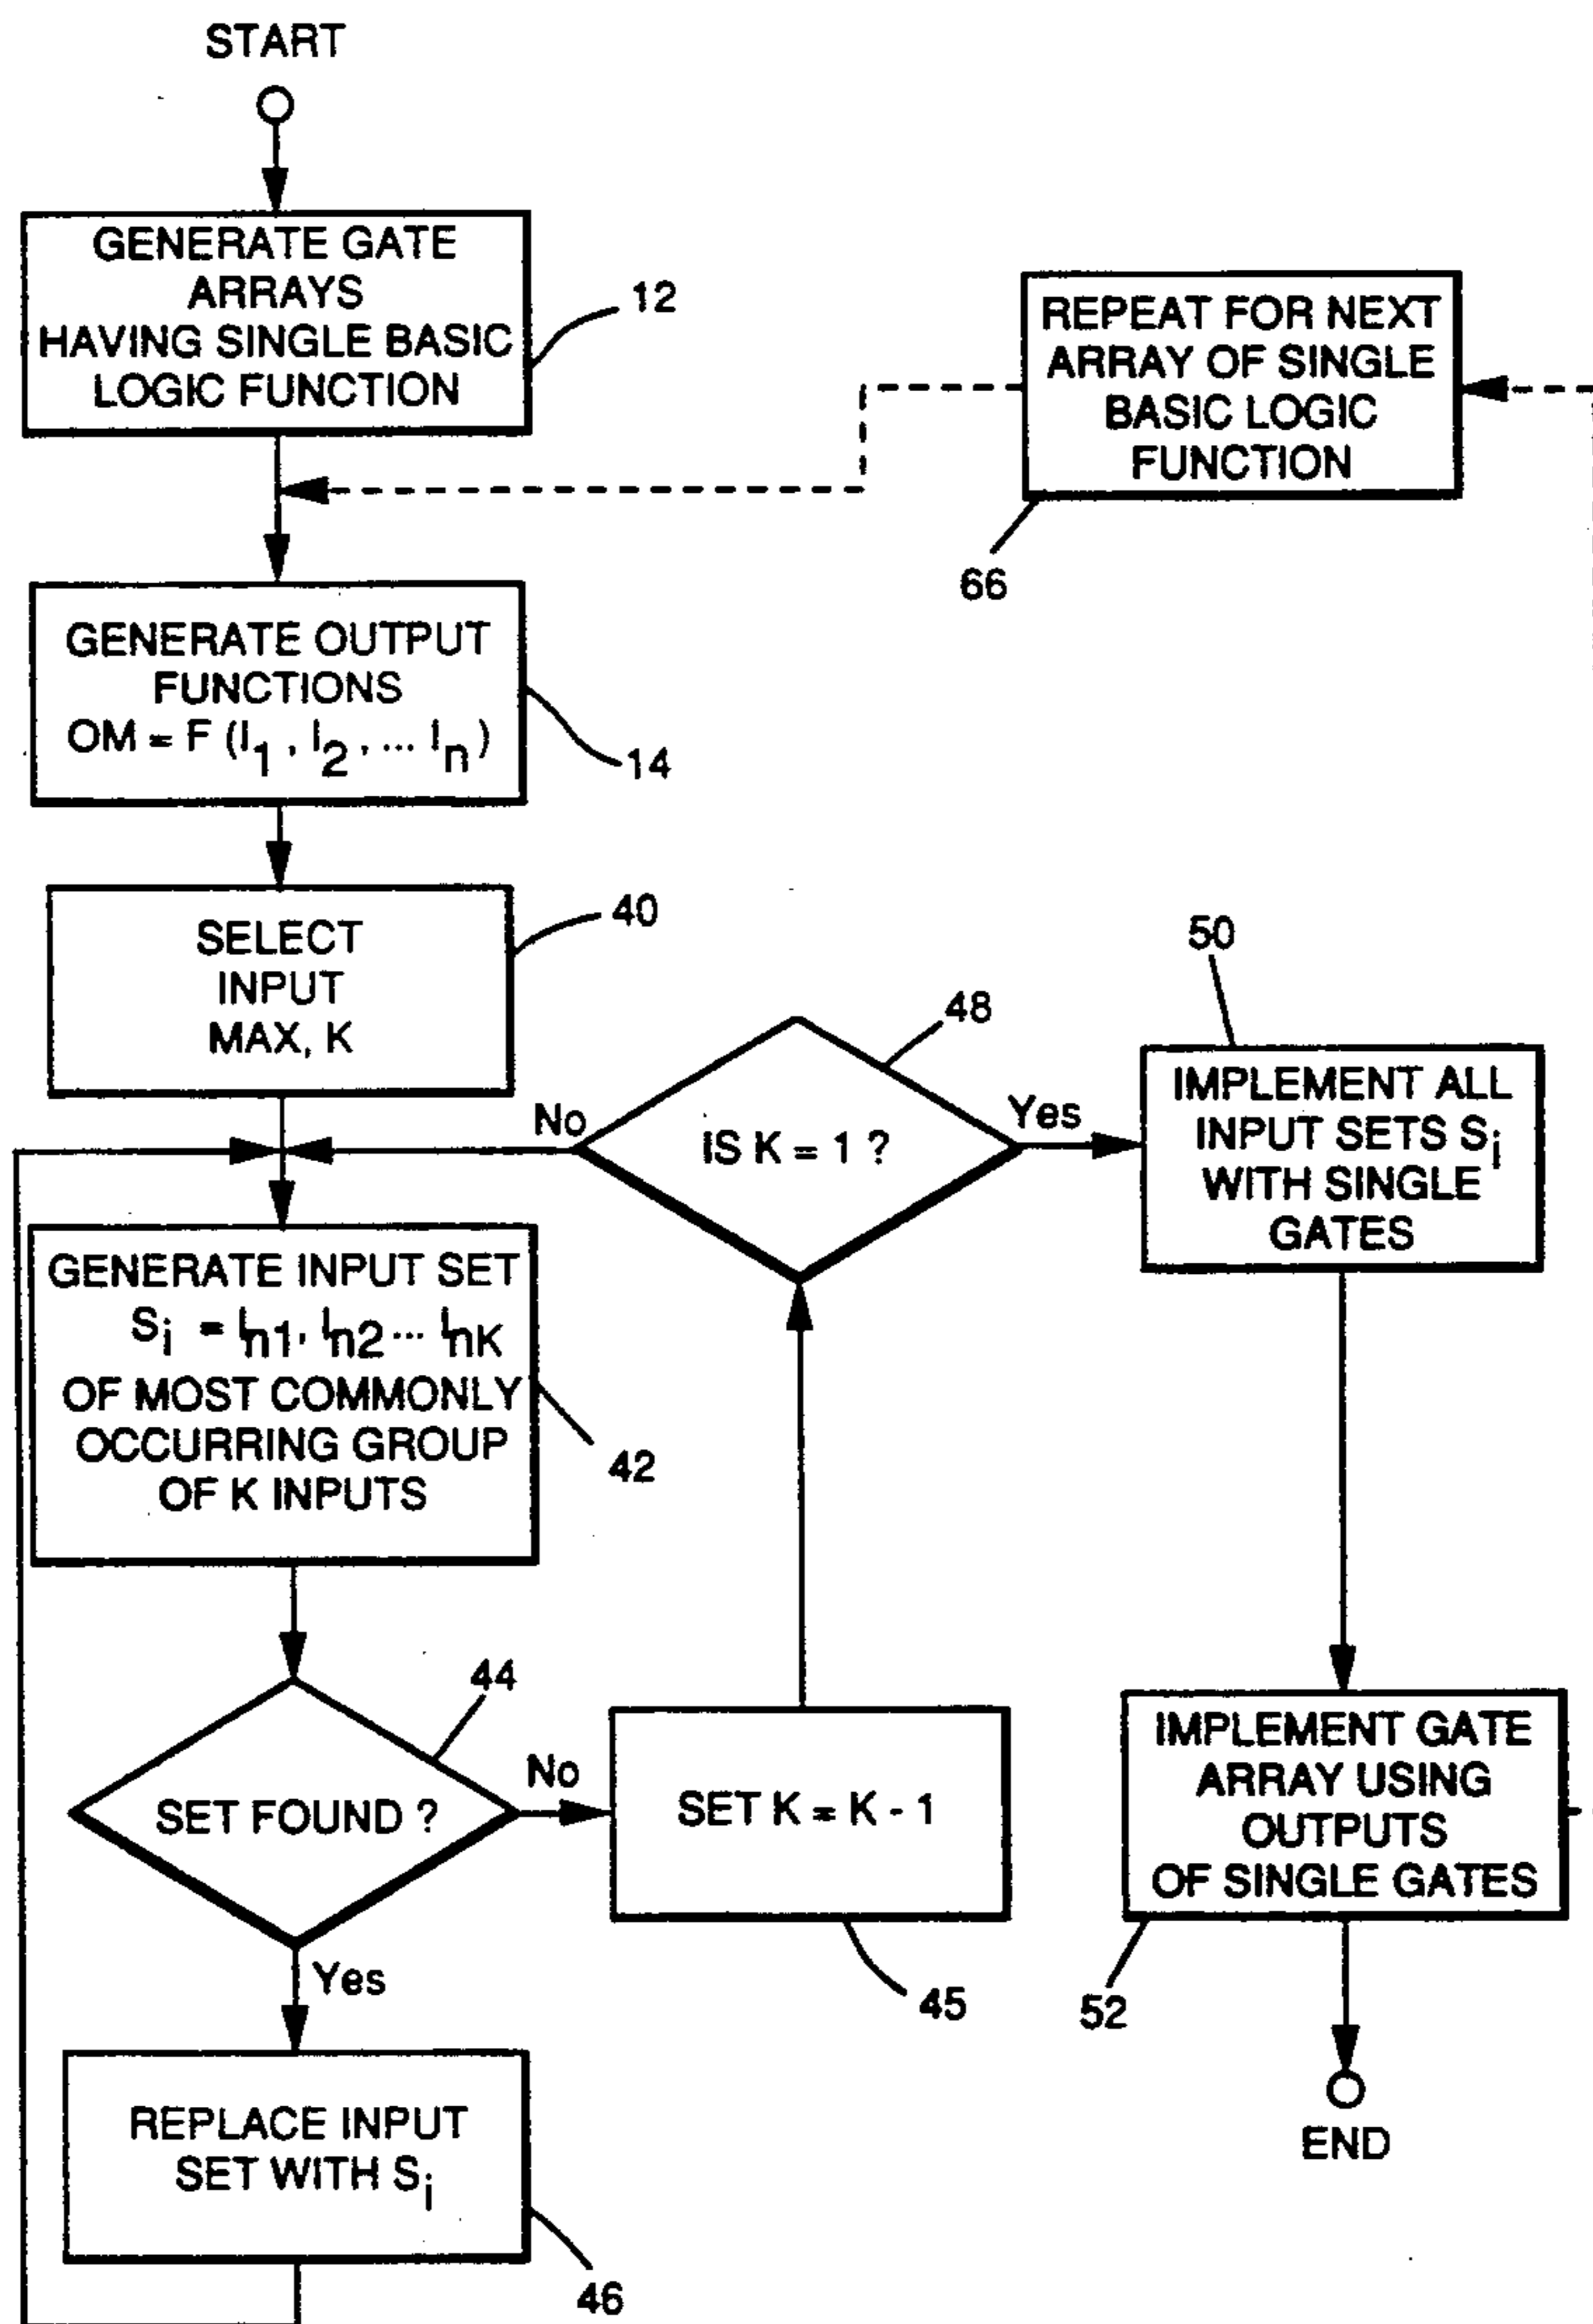 START
GENERATE GATE
ARRAYS
HAVING SINGLE BASIC
LOGIC FUNCTION
12
REPEAT FOR NEXT
ARRAY OF SINGLE
BASIC LOGIC
FUNCTION
66
GENERATE OUTPUT
FUNCTIONS
OM = F (I1, I2, ... In)
14
SELECT
INPUT
MAX, K
40
No
IS K = 1 ?
48
Yes
50
IMPLEMENT ALL
INPUT SETS Si
WITH SINGLE
GATES
GENERATE INPUT SET
Si = In1, In2 ... InK
OF MOST COMMONLY
OCCURRING GROUP
OF K INPUTS
42
SET FOUND ?
44
No
Yes
SET K = K - 1
45
IMPLEMENT GATE
ARRAY USING
OUTPUTS
OF SINGLE GATES
52
END
REPLACE INPUT
SET WITH Si
46